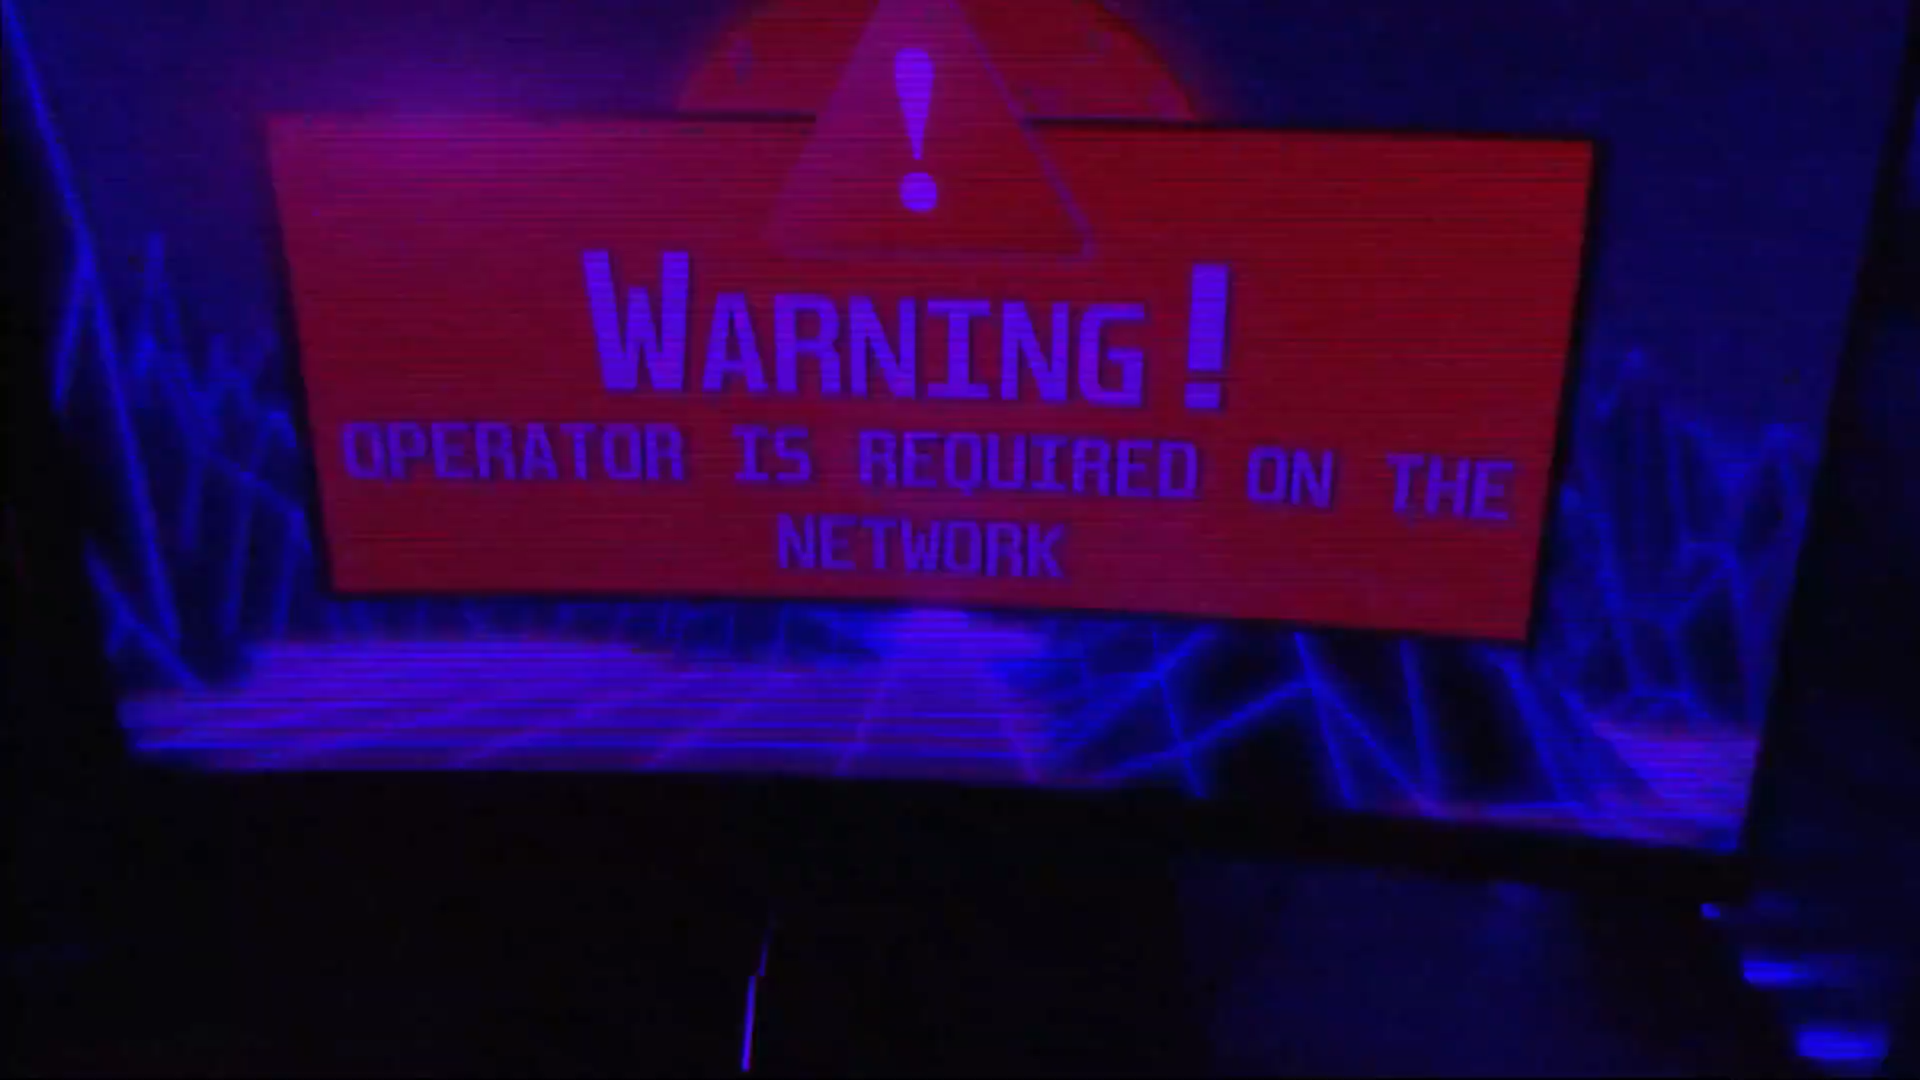 !
WARNING!
OPERATOR IS REQUIRED ON THE
NETWORK